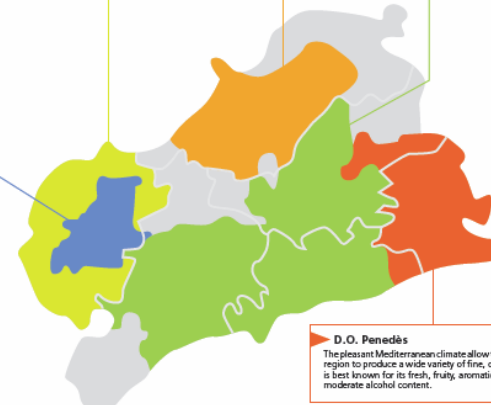 D.O. Penedès
The pleasant Mediterranean climate allow
region to produce a wide variety of fine,
is best known for its fresh, fruity,
moderate alcohol content.